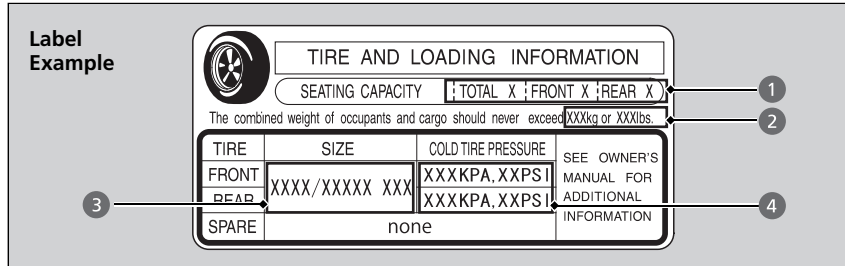 Label
Example
TIRE AND LOADING INFORMATION
SEATING CAPACITY TOTAL X FRONT X REAR X
1
The combined weight of occupants and cargo should never exceed XXXkg or XXXlbs.
2
TIRE SIZE COLD TIRE PRESSURE
SEE OWNER'S
MANUAL FOR
ADDITIONAL
INFORMATION
FRONT XXXX/XXXXX XXX XXXKPA,XXPSI
REAR XXXKPA,XXPSI
3
4
SPARE none